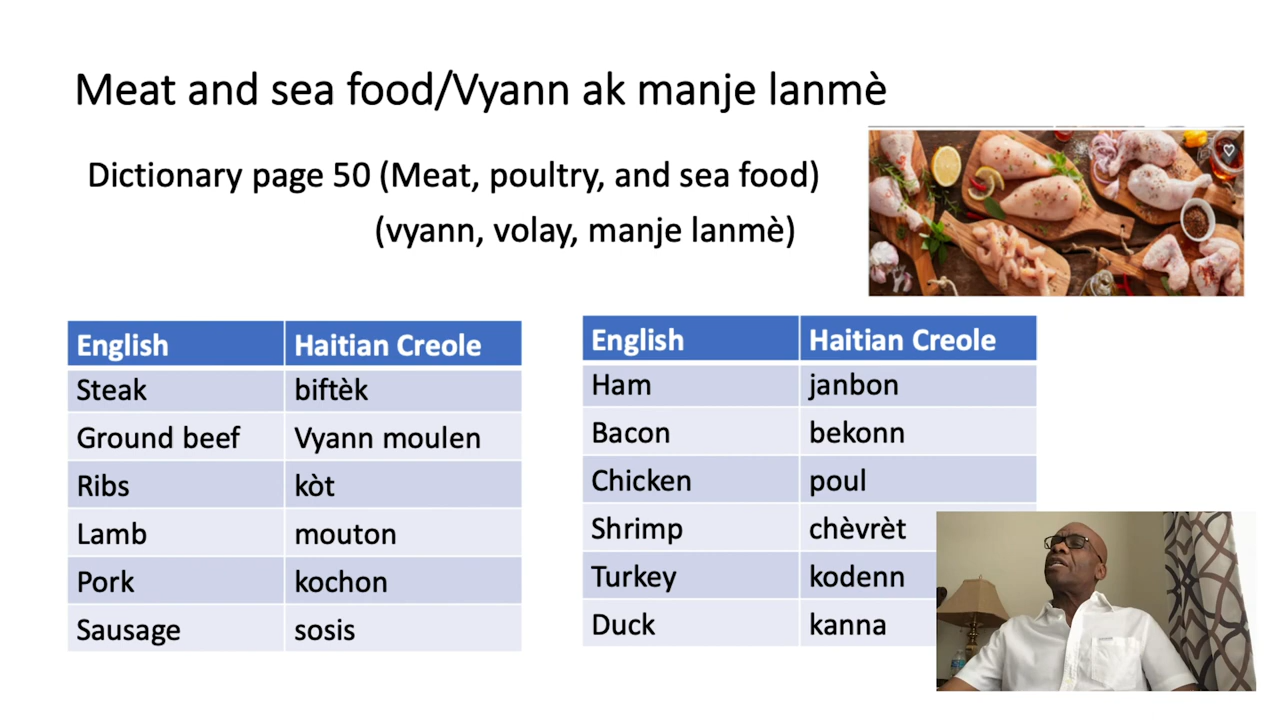 Meat and sea food/Vyann ak manje lanmè
Dictionary page 50 (Meat, poultry, and sea food)
(vyann, volay, manje lanmè)
English Haitian Creole
Steak biftèk
Ground beef Vyann moulen
Ribs kòt
Lamb mouton
Pork kochon
Sausage sosis
English Haitian Creole
Ham janbon
Bacon bekonn
Chicken poul
Shrimp chèvrèt
Turkey kodenn
Duck kanna